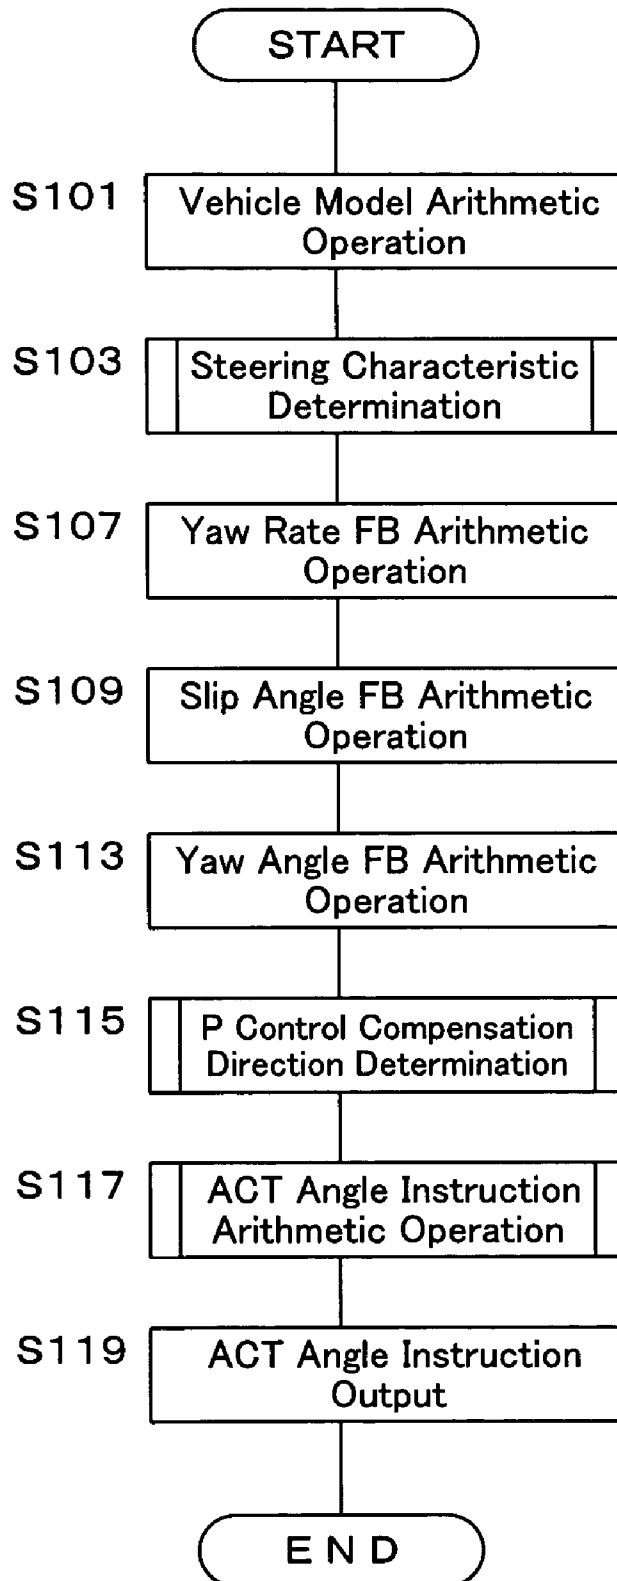 START
S101
Vehicle Model Arithmetic
Operation
S103
Steering Characteristic
Determination
S107
Yaw Rate FB Arithmetic
Operation
S109
Slip Angle FB Arithmetic
Operation
S113
Yaw Angle FB Arithmetic
Operation
S115
P Control Compensation
Direction Determination
S117
ACT Angle Instruction
Arithmetic Operation
S119
ACT Angle Instruction
Output
END